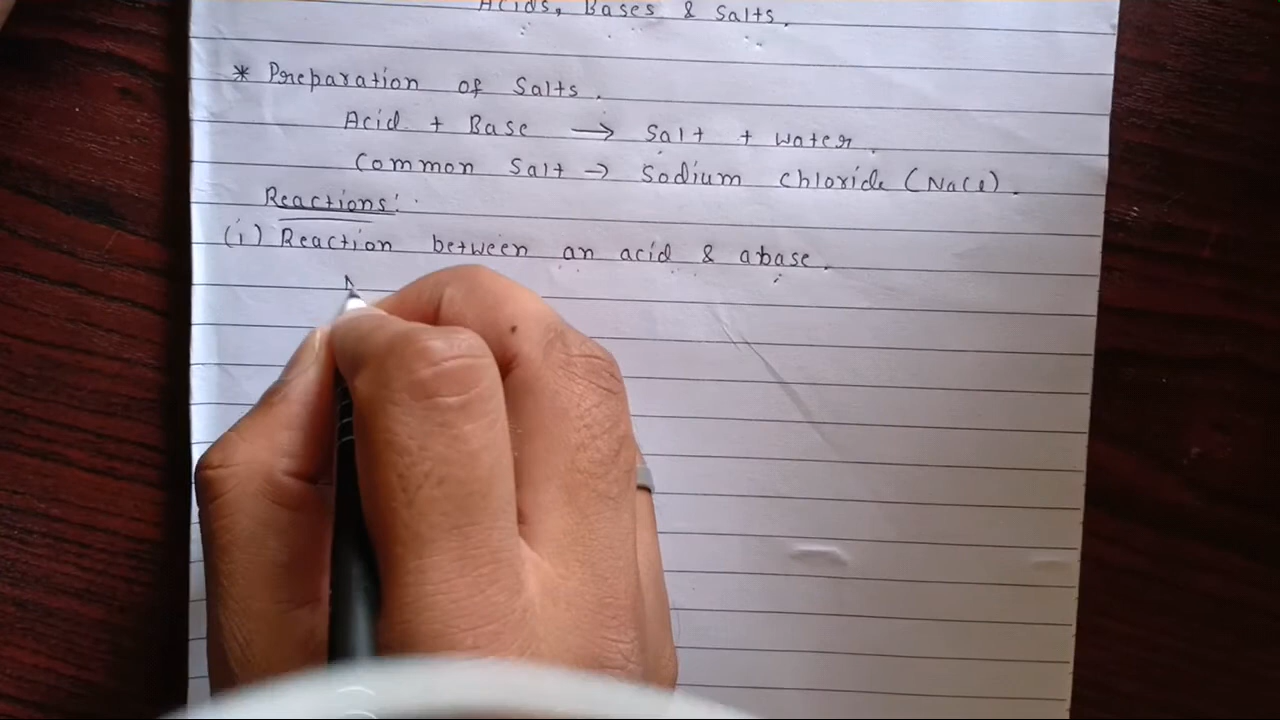 Acids, Bases & Salts.
* Preparation of Salts.
Acid + Base → Salt + water.
Common Salt → Sodium chloride (NaCl).
Reactions:
(i) Reaction between an acid & abase.